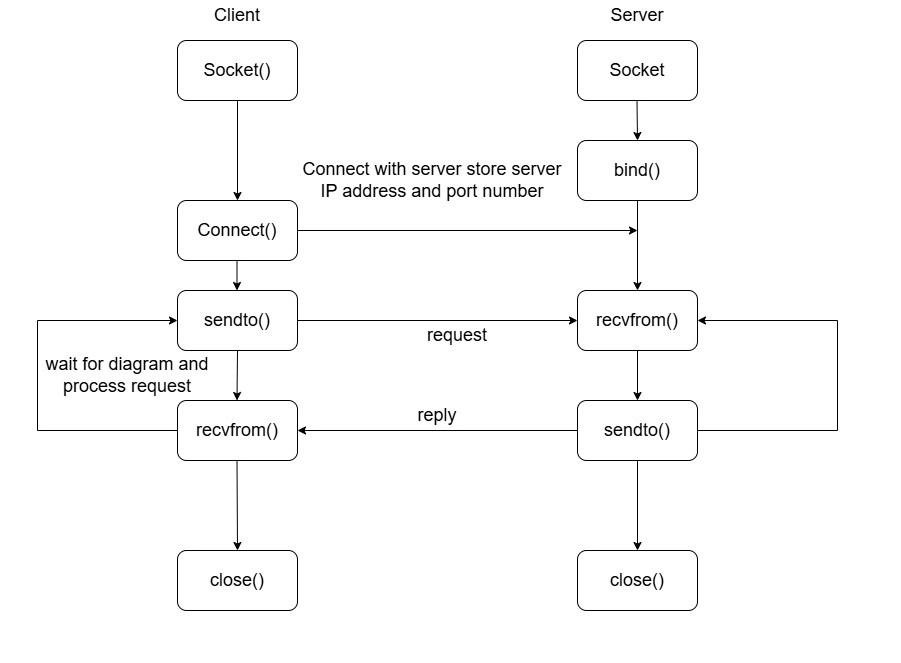 Client
Server
Socket()
Socket
bind()
Connect with server store server
IP address and port number
Connect()
sendto()
recvfrom()
request
wait for diagram and
process request
reply
recvfrom()
sendto()
close()
close()